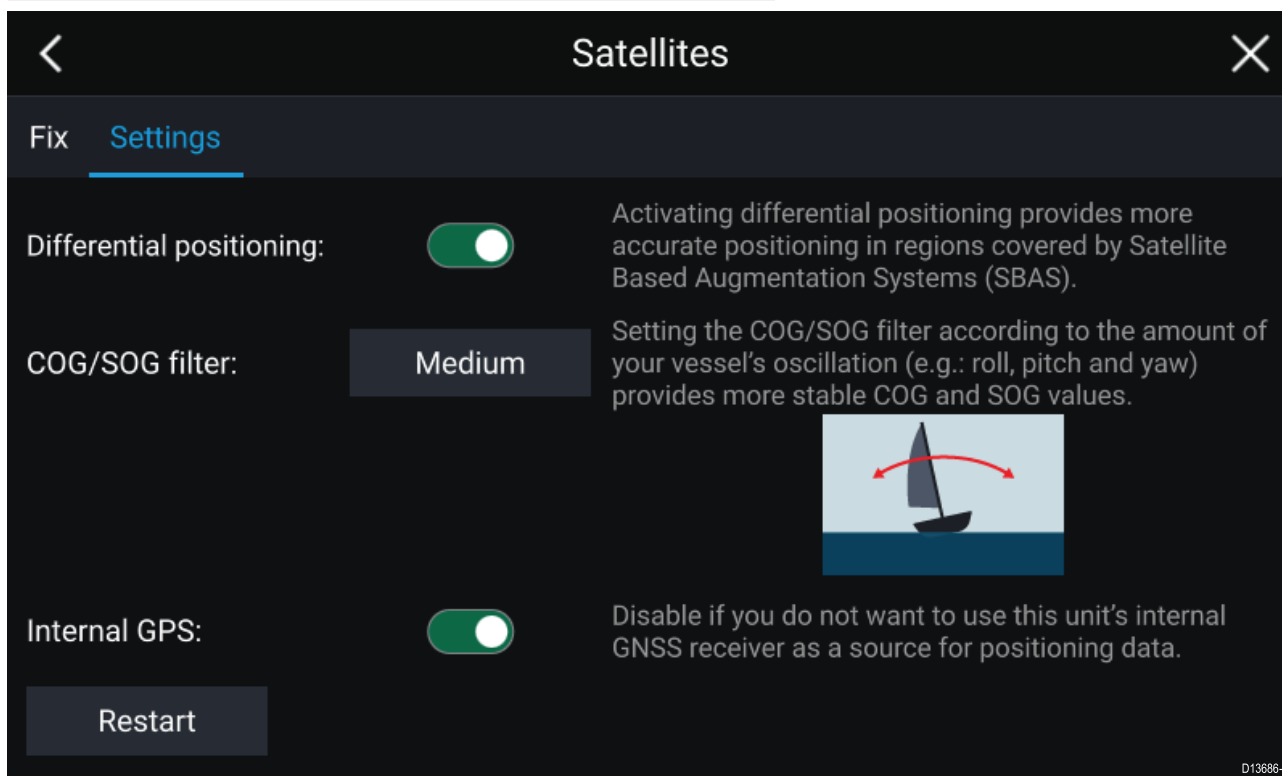 Satellites
Fix Settings
Differential positioning:
Activating differential positioning provides more
accurate positioning in regions covered by Satellite
Based Augmentation Systems (SBAS).
COG/SOG filter:
Medium
Setting the COG/SOG filter according to the amount of
your vessel's oscillation (e.g.: roll, pitch and yaw)
provides more stable COG and SOG values.
Internal GPS:
Disable if you do not want to use this unit's internal
GNSS receiver as a source for positioning data.
Restart
D13686-